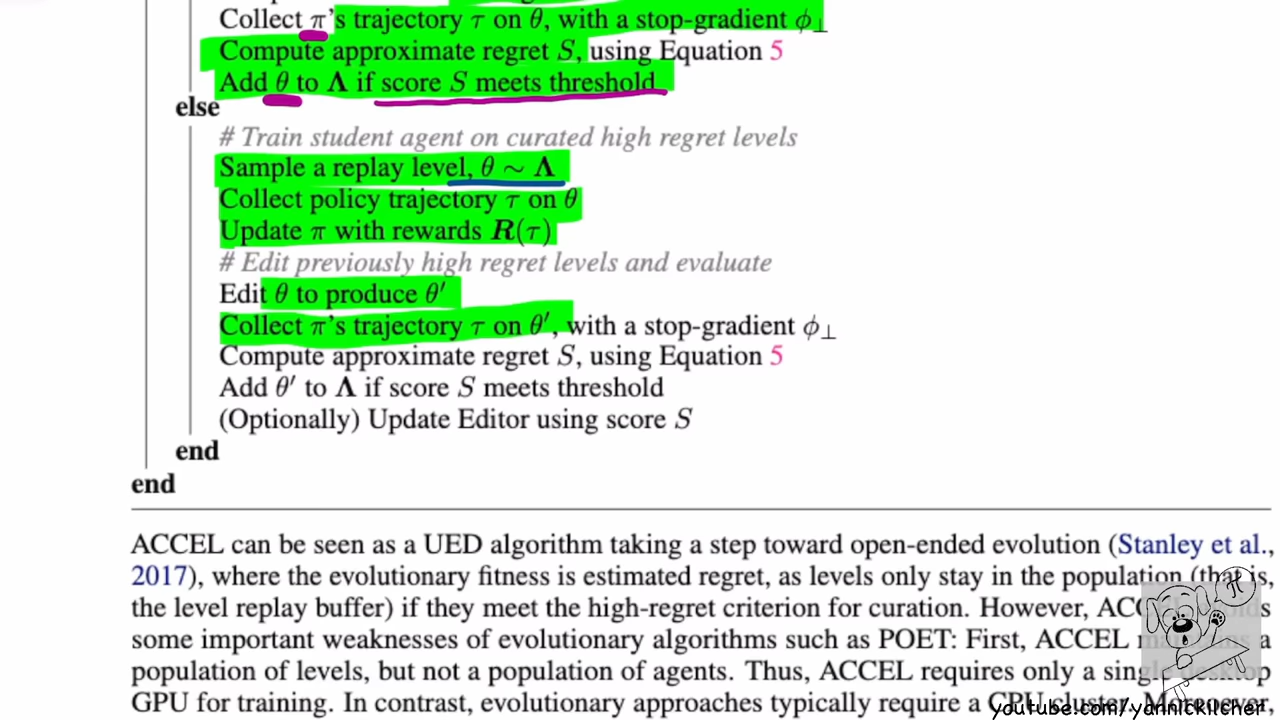 Collect π's trajectory τ on θ, with a stop-gradient ϕ⊥
Compute approximate regret S, using Equation 5
Add θ to Λ if score S meets threshold
else
# Train student agent on curated high regret levels
Sample a replay level, θ ∼ Λ
Collect policy trajectory τ on θ
Update π with rewards R(τ)
# Edit previously high regret levels and evaluate
Edit θ to produce θ′
Collect π's trajectory τ on θ′, with a stop-gradient ϕ⊥
Compute approximate regret S, using Equation 5
Add θ′ to Λ if score S meets threshold
(Optionally) Update Editor using score S
end
end
ACCEL can be seen as a UED algorithm taking a step toward open-ended evolution (Stanley et al.,
2017), where the evolutionary fitness is estimated regret, as levels only stay in the population (that is,
the level replay buffer) if they meet the high-regret criterion for curation. However,
some important weaknesses of evolutionary algorithms such as POET: First, ACCEL a
population of levels, but not a population of agents. Thus, ACCEL requires only a single desktop
GPU for training. In contrast, evolutionary approaches typically require a CPU cluster. Moreover,
π
youtube.com/yannickilcher